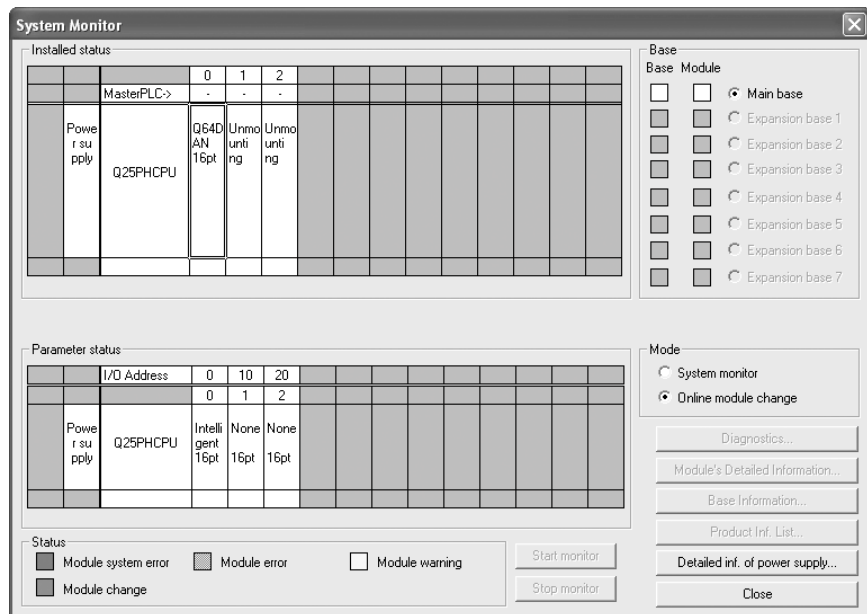 System Monitor
Installed status
0 1 2
MasterPLC-> - - -
Powe
r su
pply
Q25PHCPU
Q64D
AN
16pt
Unmo
unti
ng
Unmo
unti
ng
Base
Base Module
Main base
Expansion base 1
Expansion base 2
Expansion base 3
Expansion base 4
Expansion base 5
Expansion base 6
Expansion base 7
Parameter status
I/O Address 0 10 20
0 1 2
Powe
r su
pply
Q25PHCPU
Intelli
gent
16pt
None
16pt
None
16pt
Mode
System monitor
Online module change
Diagnostics...
Module's Detailed Information...
Base Information...
Product Inf. List...
Detailed inf. of power supply...
Close
Status
Module system error
Module error
Module warning
Module change
Start monitor
Stop monitor